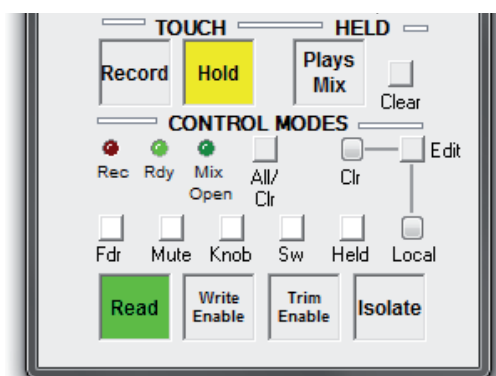 TOUCH HELD
Record Hold Plays
Mix
Clear
CONTROL MODES
Rec Rdy Mix
Open All/
Clr Clr Edit
Fdr Mute Knob Sw Held Local
Read Write
Enable Trim
Enable Isolate